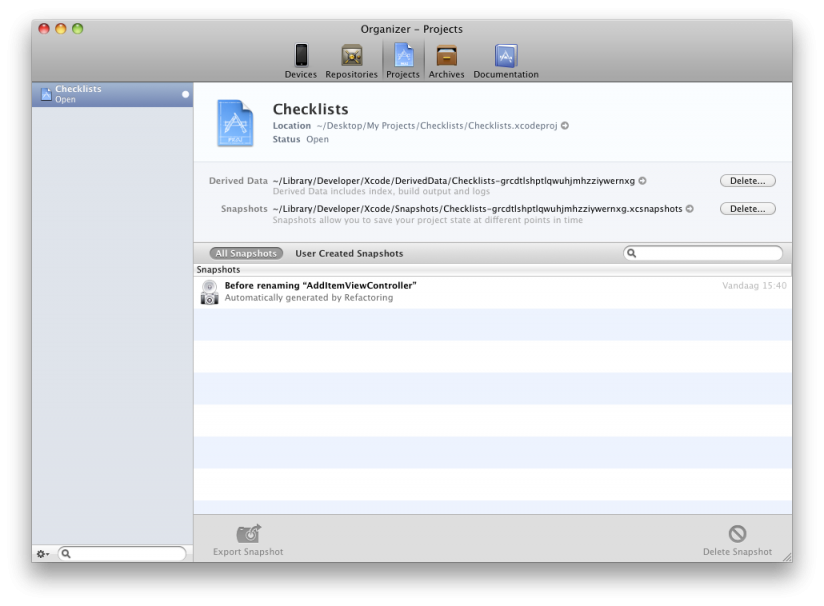 Organizer – Projects
Devices Repositories Projects Archives Documentation
Checklists
Open
Checklists
Location ~/Desktop/My Projects/Checklists/Checklists.xcodeproj
Status Open
Derived Data ~/Library/Developer/Xcode/DerivedData/Checklists-grcdtlshptlqwuhjmhzziywernxg Delete...
Derived Data includes index, build output and logs
Snapshots ~/Library/Developer/Xcode/Snapshots/Checklists-grcdtlshptlqwuhjmhzziywernxg.xcsnapshots Delete...
Snapshots allow you to save your project state at different points in time
All Snapshots User Created Snapshots
Snapshots
Before renaming “AddItemViewController” Vandaag 15:40
Automatically generated by Refactoring
Export Snapshot Delete Snapshot